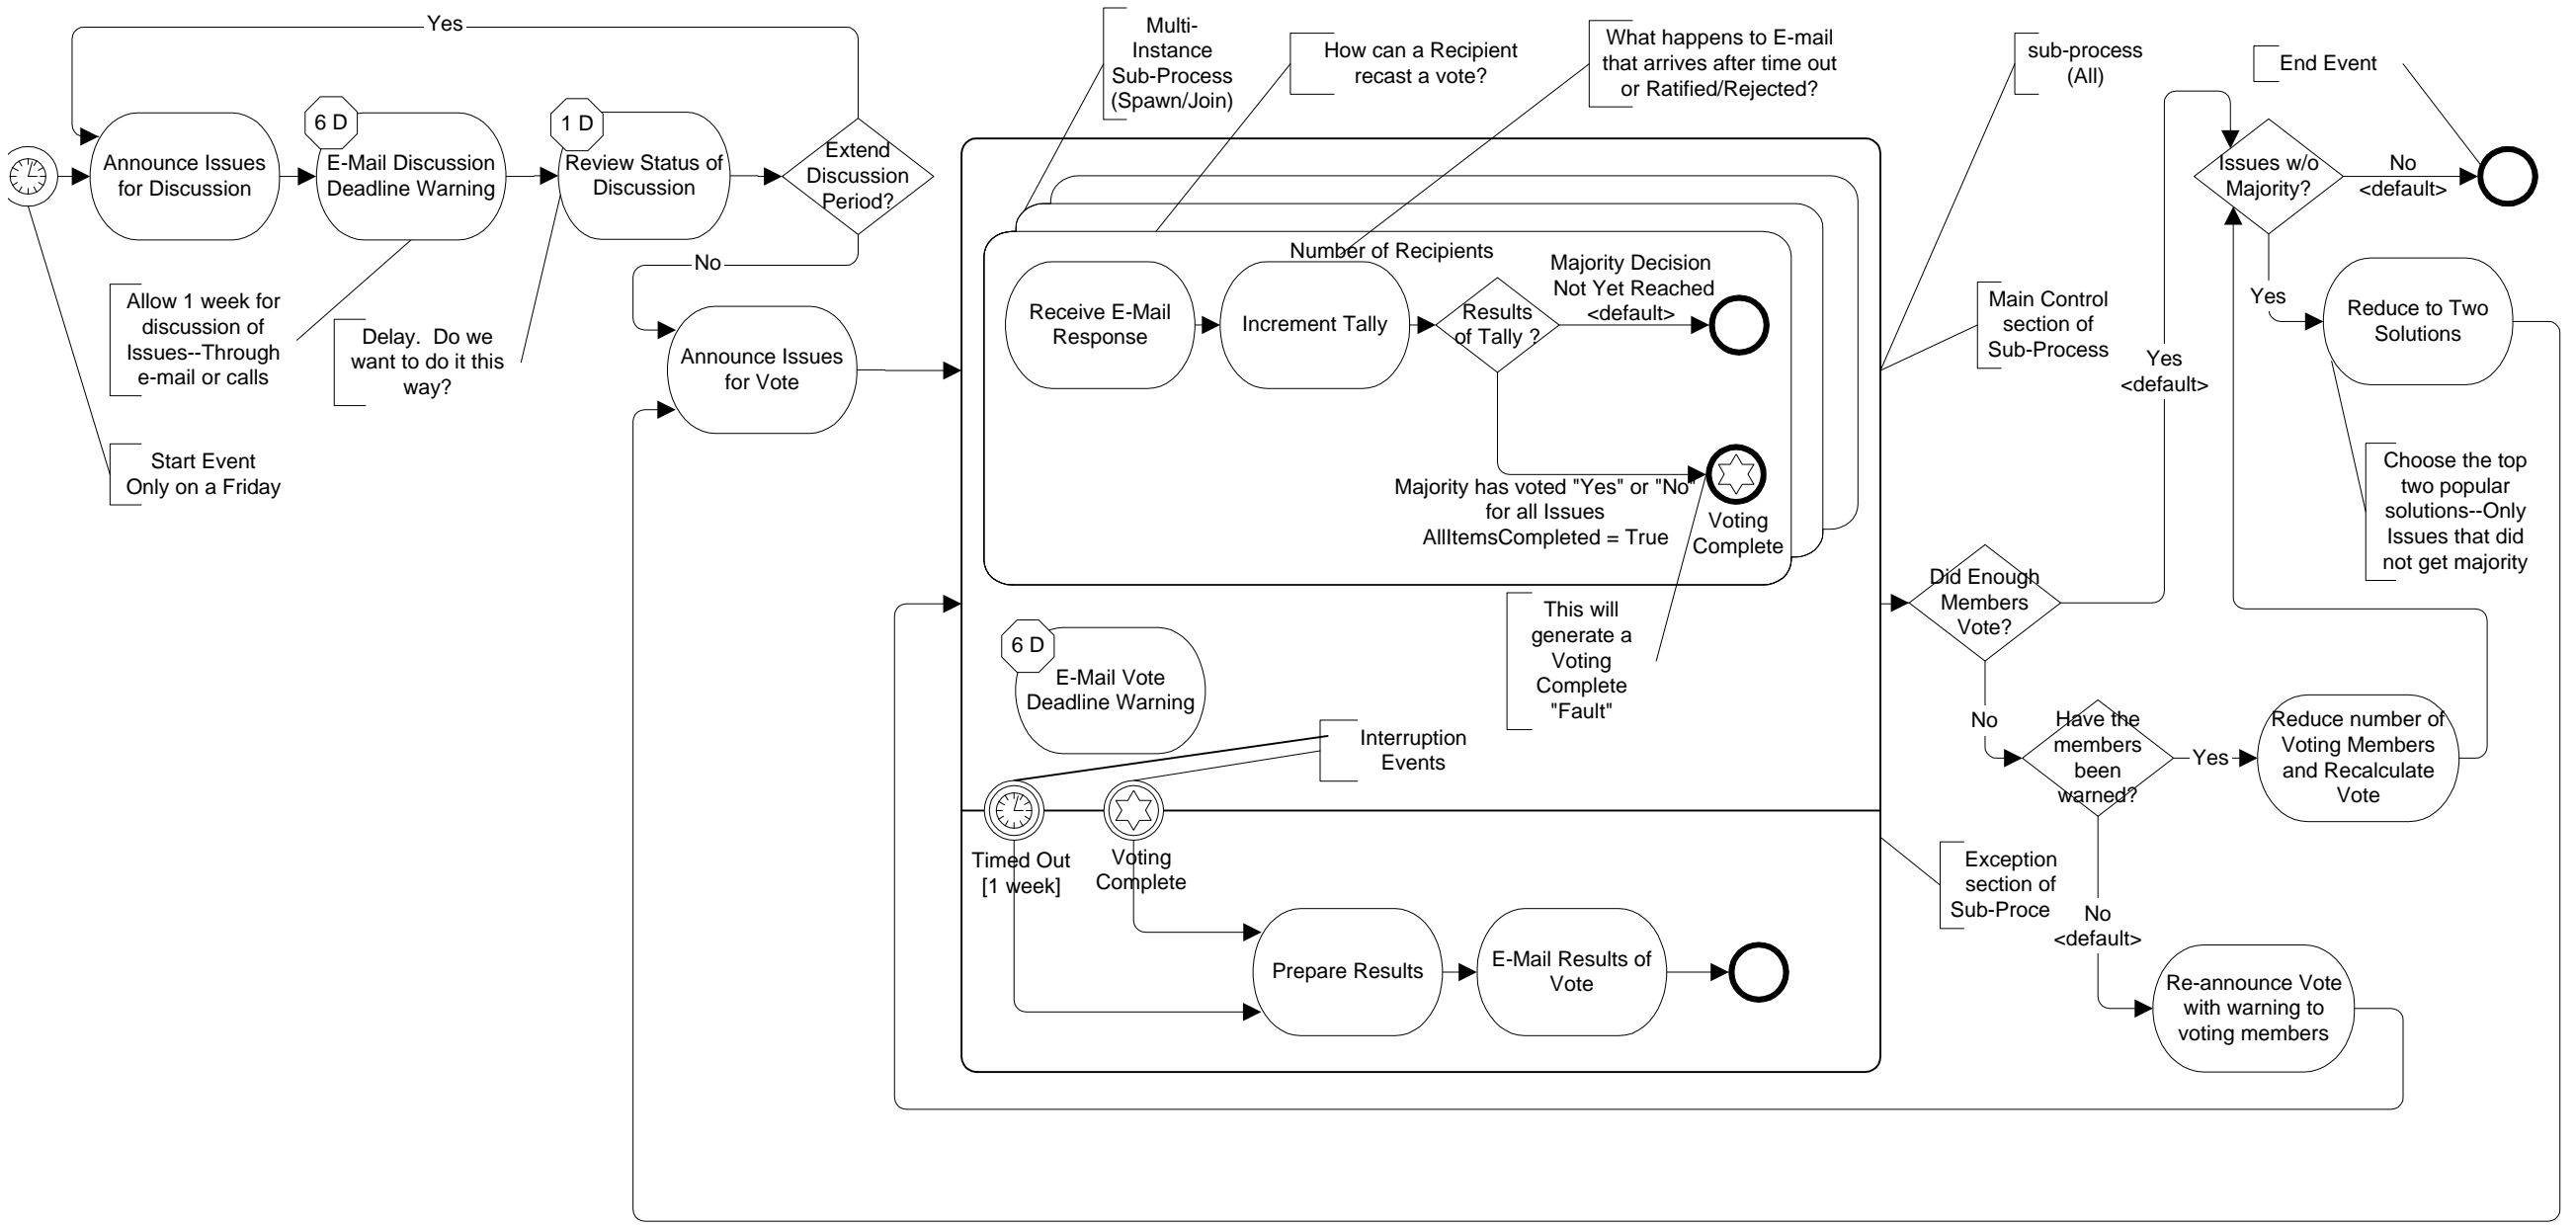 Yes
Multi-
Instance
Sub-Process
(Spawn/Join)
How can a Recipient
recast a vote?
What happens to E-mail
that arrives after time out
or Ratified/Rejected?
sub-process
(All)
End Event
6 D
1 D
Announce Issues
for Discussion
E-Mail Discussion
Deadline Warning
Review Status of
Discussion
Extend
Discussion
Period?
Issues w/o
Majority?
No
<default>
No
Number of Recipients
Majority Decision
Not Yet Reached
<default>
Receive E-Mail
Response
Increment Tally
Results
of Tally ?
Allow 1 week for
discussion of
Issues--Through
e-mail or calls
Delay.  Do we
want to do it this
way?
Announce Issues
for Vote
Main Control
section of
Sub-Process
Yes
<default>
Yes
Reduce to Two
Solutions
Start Event
Only on a Friday
Majority has voted "Yes" or "No"
for all Issues
AllItemsCompleted = True
Voting
Complete
Choose the top
two popular
solutions--Only
Issues that did
not get majority
Did Enough
Members
Vote?
This will
generate a
Voting
Complete
"Fault"
6 D
E-Mail Vote
Deadline Warning
Interruption
Events
No
Have the
members
been
warned?
Yes
Reduce number of
Voting Members
and Recalculate
Vote
Timed Out
[1 week]
Voting
Complete
Exception
section of
Sub-Proce
No
<default>
Prepare Results
E-Mail Results of
Vote
Re-announce Vote
with warning to
voting members